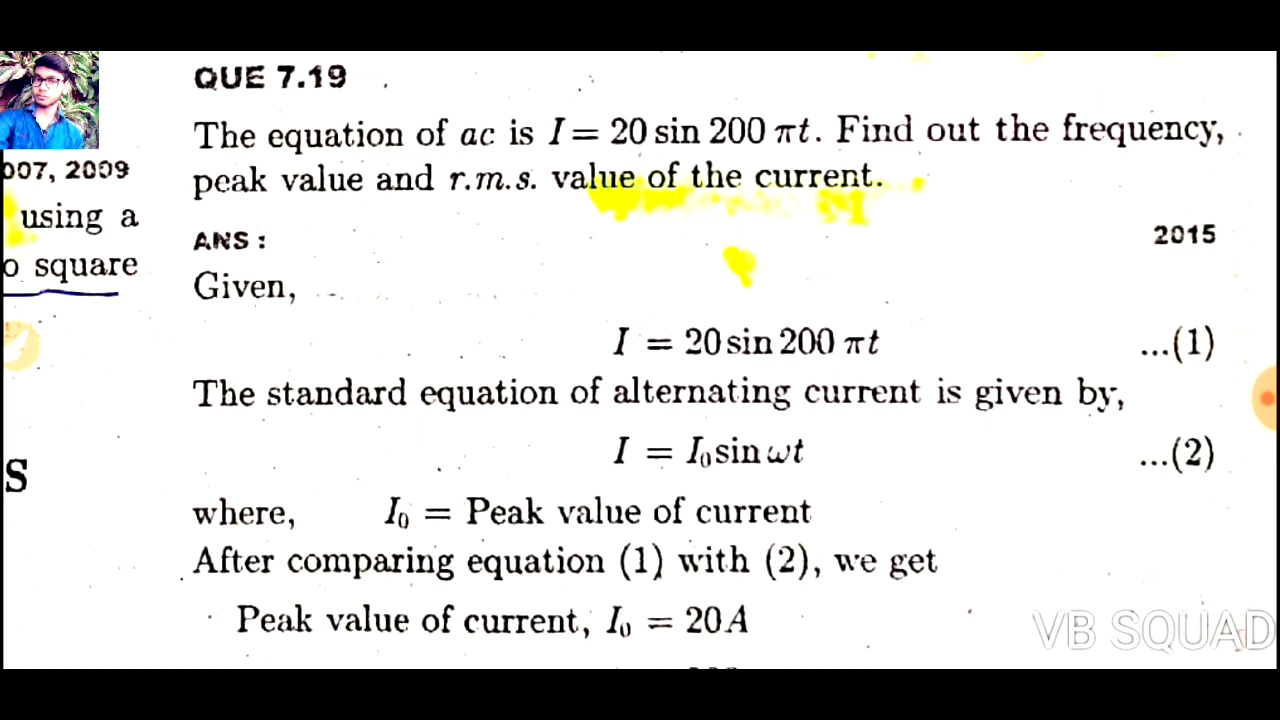 QUE 7.19
The equation of ac is I = 20 sin 200 πt. Find out the frequency,
peak value and r.m.s. value of the current.
007, 2009
using a
o square
S
ANS :
2015
Given,
I = 20 sin 200 πt ...(1)
The standard equation of alternating current is given by,
I = I₀ sin ωt ...(2)
where, I₀ = Peak value of current
After comparing equation (1) with (2), we get
Peak value of current, I₀ = 20A
VB SQUAD